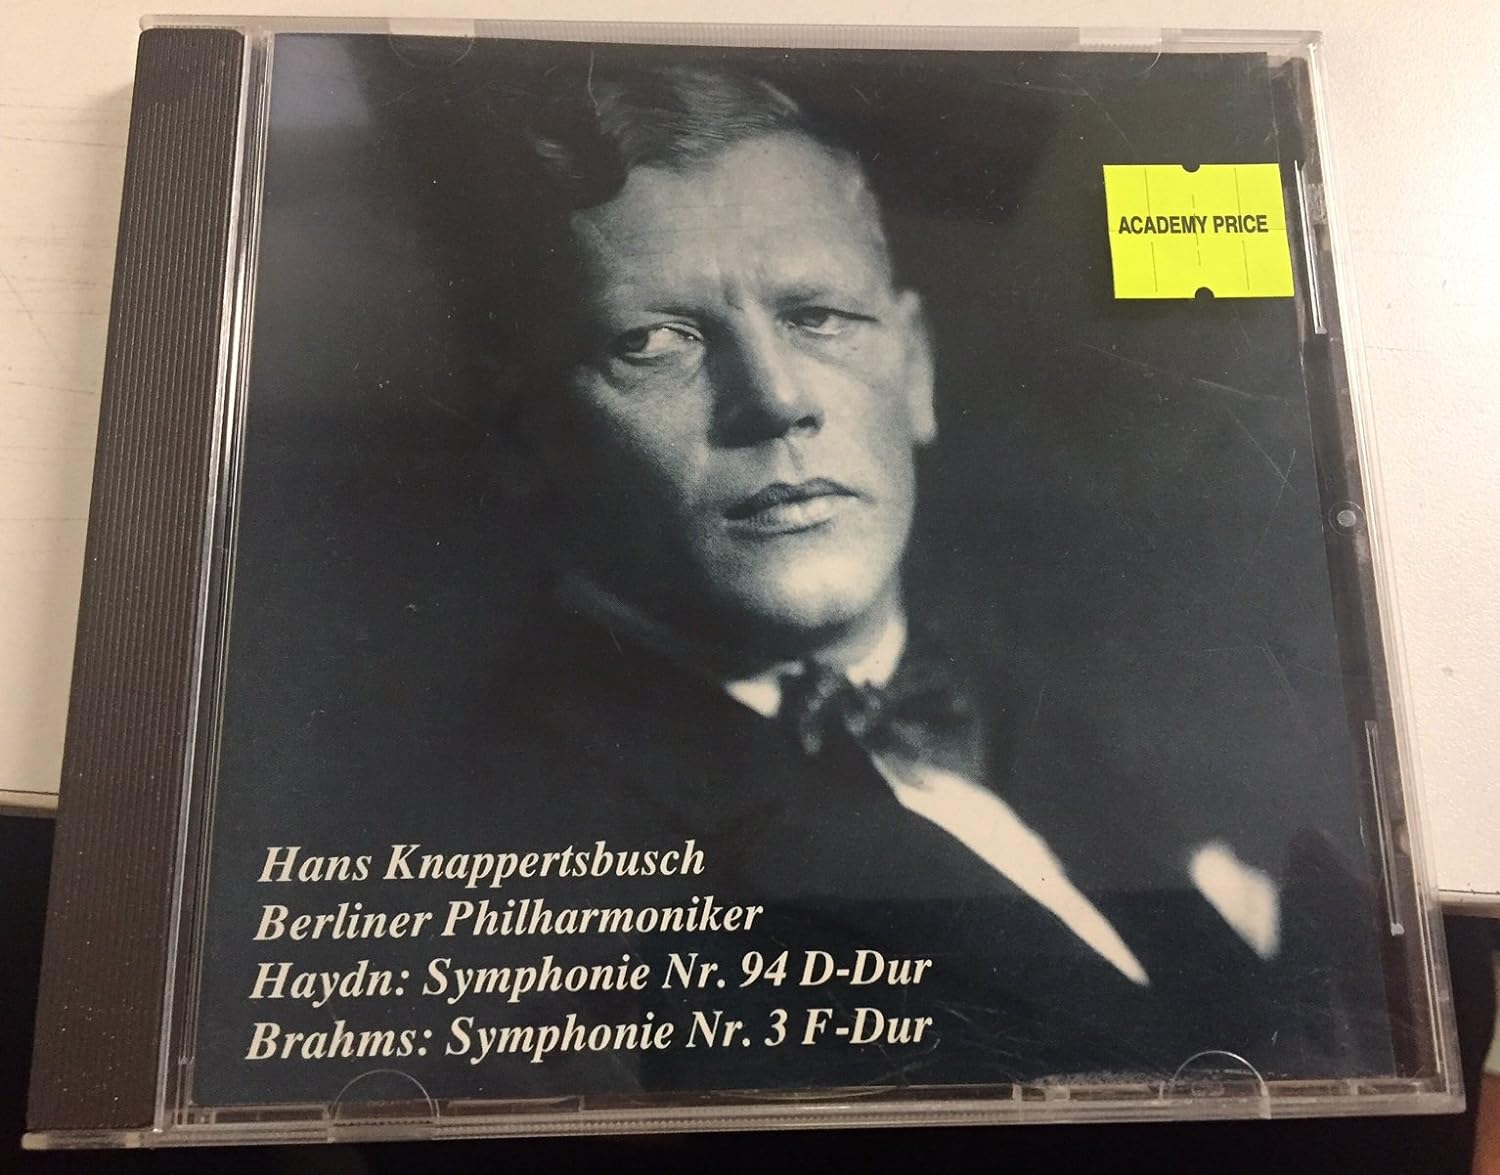 ACADEMY PRICE
Hans Knappertsbusch
Berliner Philharmoniker
Haydn: Symphonie Nr. 94 D-Dur
Brahms: Symphonie Nr. 3 F-Dur